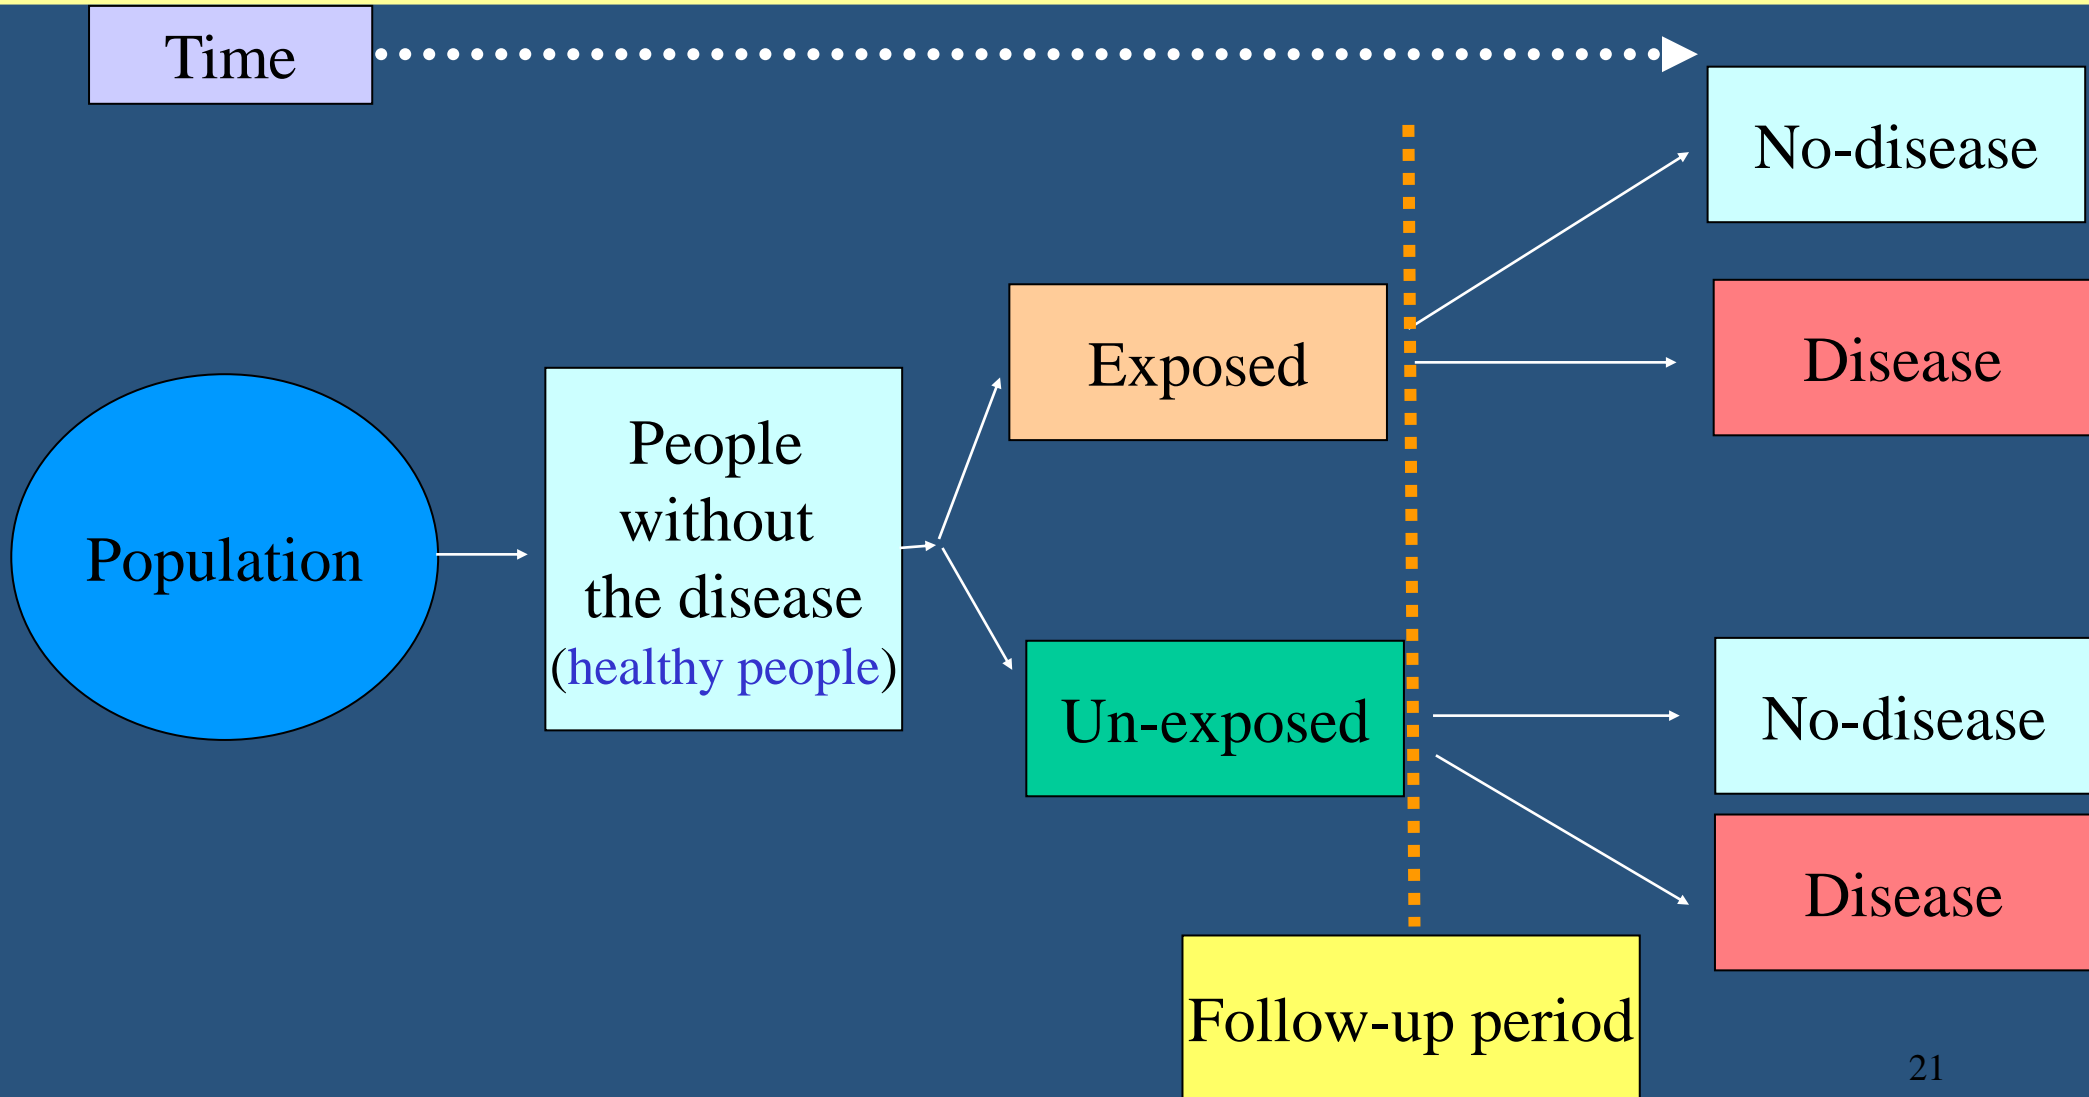 Time
No-disease
Exposed
Disease
Population
People
without
the disease
(healthy people)
Un-exposed
No-disease
Disease
Follow-up period
21